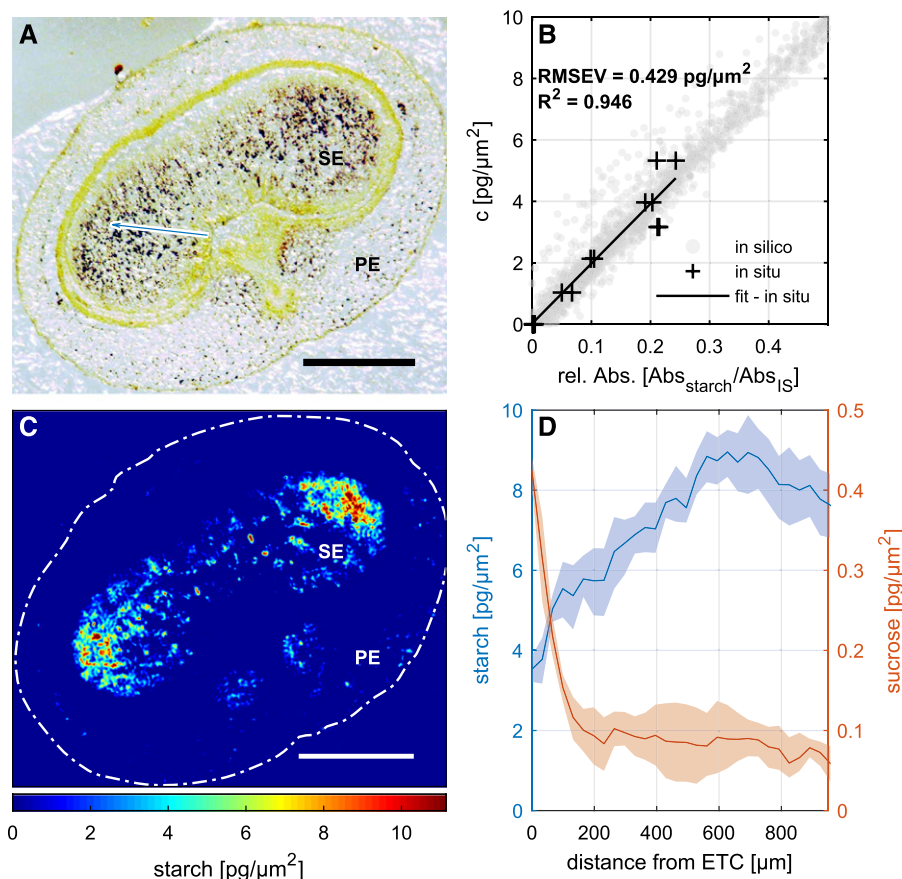 A
SE
PE
B
RMSEV = 0.429 pg/µm²
R² = 0.946
c [pg/µm²]
10
8
6
4
2
0
in silico
in situ
fit - in situ
0 0.1 0.2 0.3 0.4
rel. Abs. [Abs_starch/Abs_IS]
C
SE
PE
0 2 4 6 8 10
starch [pg/µm²]
D
starch [pg/µm²]
10
8
6
4
2
0
sucrose [pg/µm²]
0.5
0.4
0.3
0.2
0.1
0
0 200 400 600 800
distance from ETC [µm]